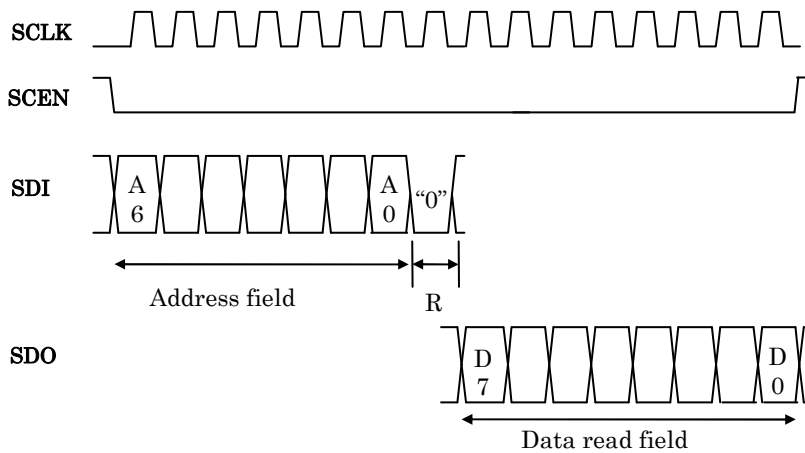 SCLK
SCEN
SDI
A
6
A
0
“0”
Address field
R
SDO
D
7
D
0
Data read field